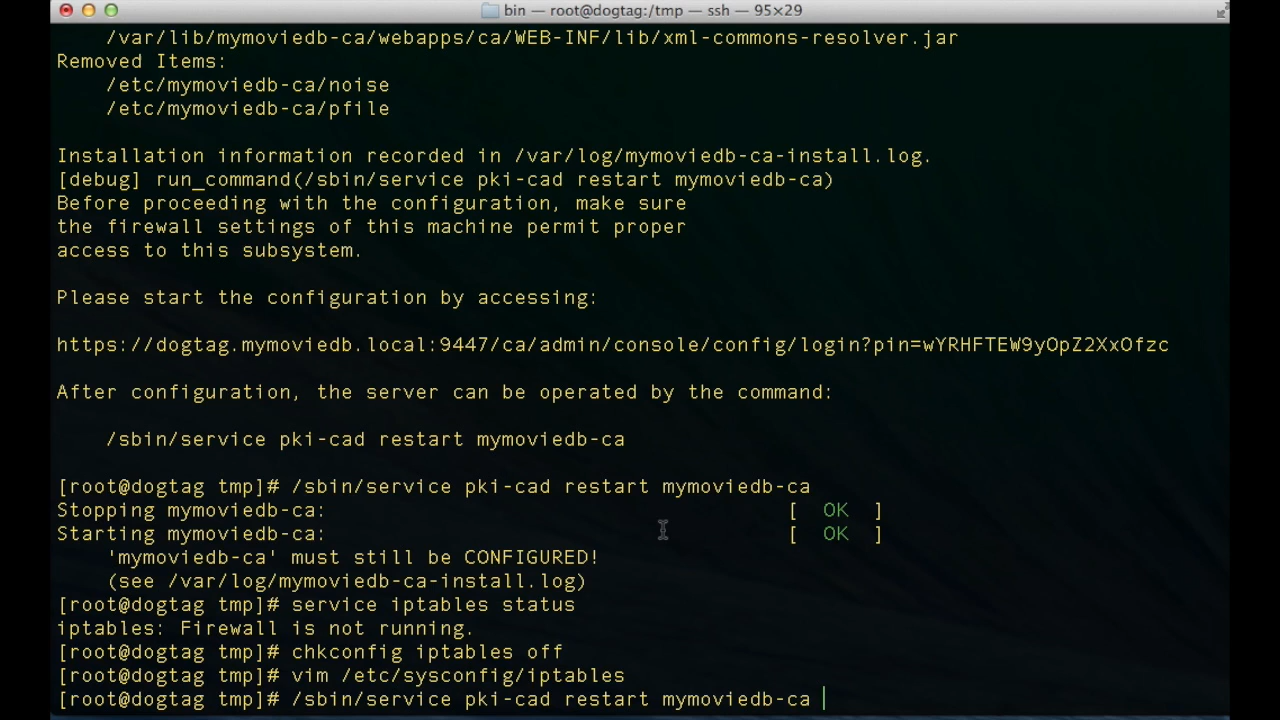 bin — root@dogtag:/tmp — ssh — 95×29
/var/lib/mymoviedb-ca/webapps/ca/WEB-INF/lib/xml-commons-resolver.jar
Removed Items:
/etc/mymoviedb-ca/noise
/etc/mymoviedb-ca/pfile
Installation information recorded in /var/log/mymoviedb-ca-install.log.
[debug] run_command(/sbin/service pki-cad restart mymoviedb-ca)
Before proceeding with the configuration, make sure
the firewall settings of this machine permit proper
access to this subsystem.
Please start the configuration by accessing:
https://dogtag.mymoviedb.local:9447/ca/admin/console/config/login?pin=wYRHFTEW9yOpZ2XxOfzc
After configuration, the server can be operated by the command:
/sbin/service pki-cad restart mymoviedb-ca
[root@dogtag tmp]# /sbin/service pki-cad restart mymoviedb-ca
Stopping mymoviedb-ca: [ OK ]
Starting mymoviedb-ca: [ OK ]
'mymoviedb-ca' must still be CONFIGURED!
(see /var/log/mymoviedb-ca-install.log)
[root@dogtag tmp]# service iptables status
iptables: Firewall is not running.
[root@dogtag tmp]# chkconfig iptables off
[root@dogtag tmp]# vim /etc/sysconfig/iptables
[root@dogtag tmp]# /sbin/service pki-cad restart mymoviedb-ca